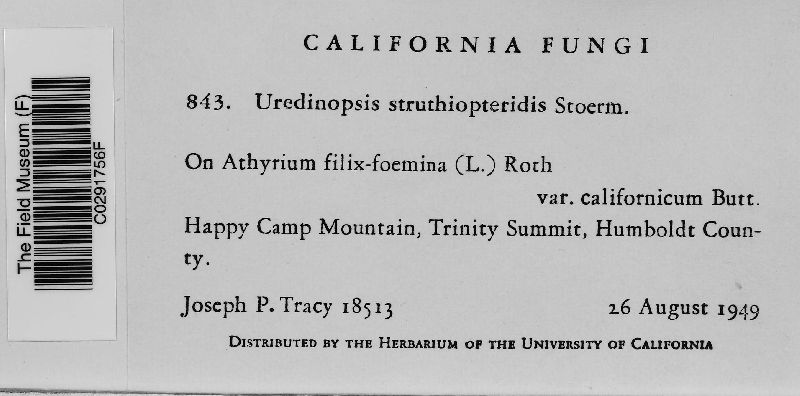 CALIFORNIA FUNGI
843. Uredinopsis struthiopteridis Stoerm.
On Athyrium filix-foemina (L.) Roth
var. californicum Butt.
Happy Camp Mountain, Trinity Summit, Humboldt Coun-
ty.
Joseph P. Tracy 18513 26 August 1949
DISTRIBUTED BY THE HERBARIUM OF THE UNIVERSITY OF CALIFORNIA
The Field Museum (F)
C0291756F